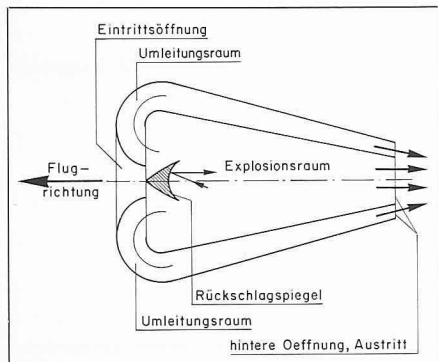 Eintrittsöffnung
Umleitungsraum
Flug-
richtung
Explosionsraum
Rückschlagspiegel
Umleitungsraum
hintere Oeffnung, Austritt